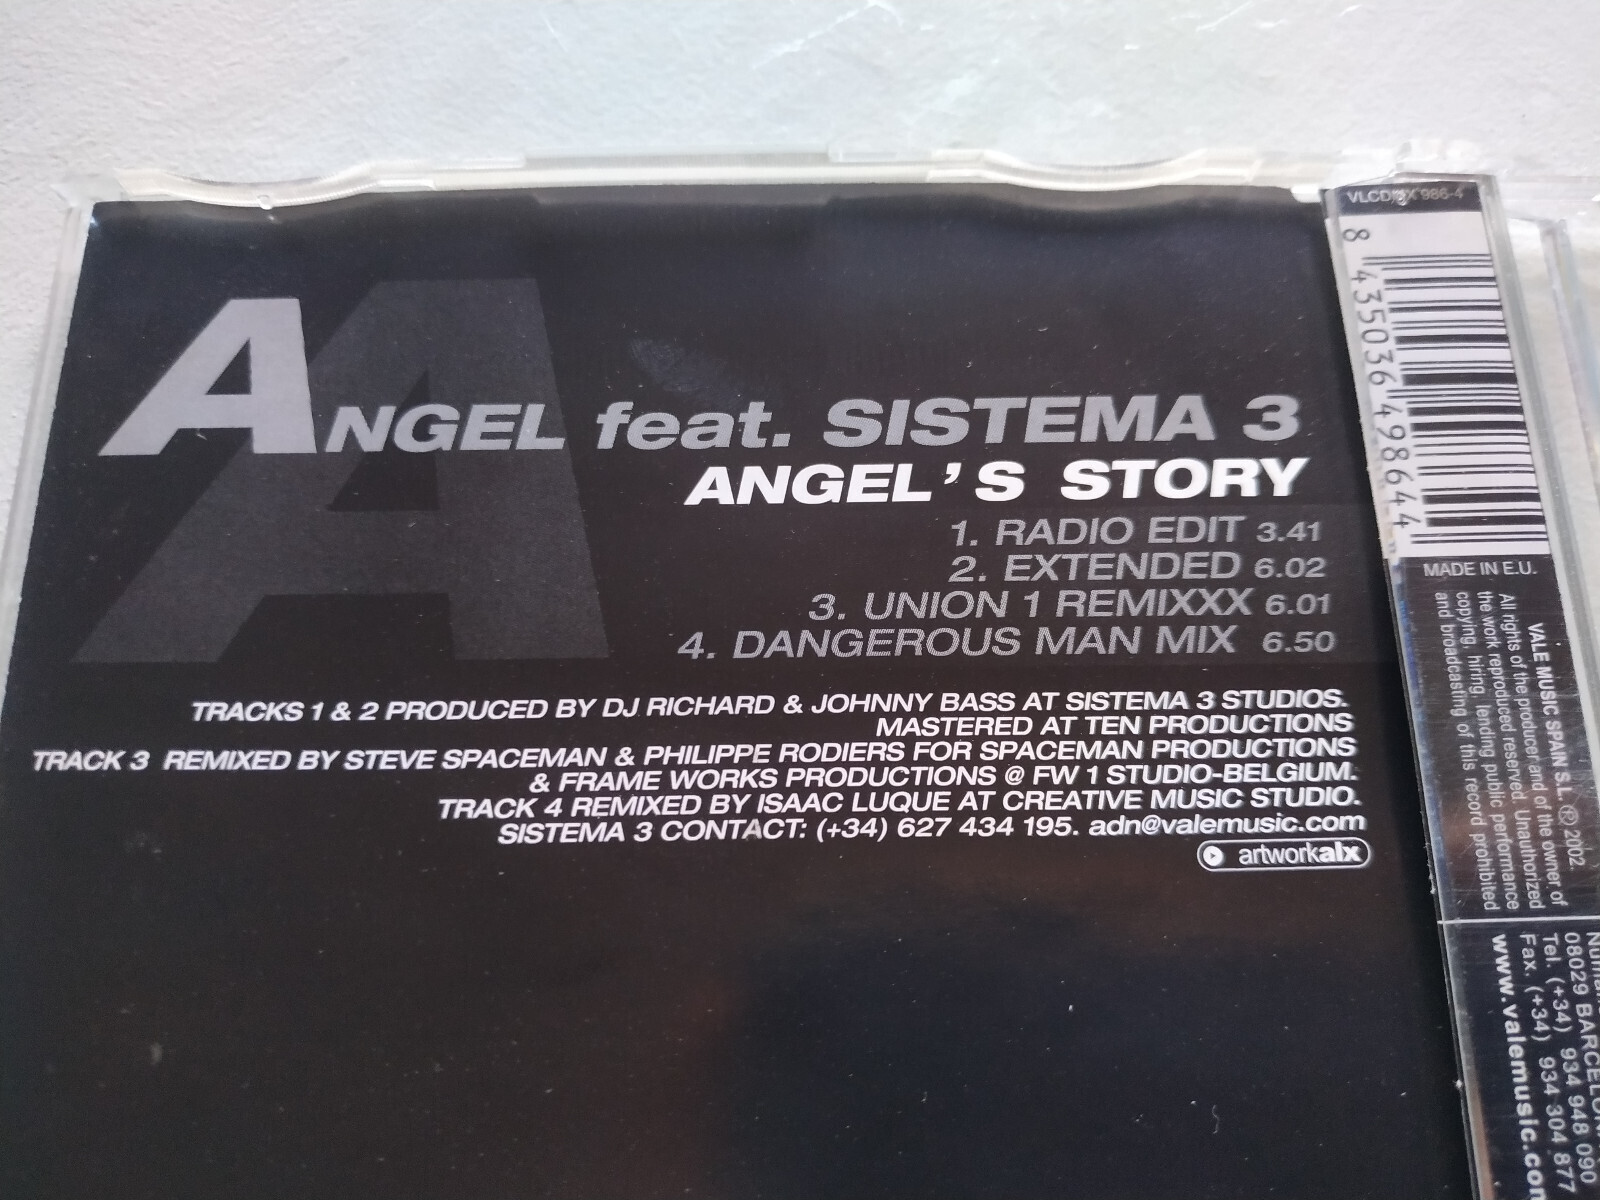 ANGEL feat. SISTEMA 3
ANGEL'S STORY
1. RADIO EDIT 3.41
2. EXTENDED 6.02
3. UNION 1 REMIXXX 6.01
4. DANGEROUS MAN MIX 6.50
TRACKS 1 & 2 PRODUCED BY DJ RICHARD & JOHNNY BASS AT SISTEMA 3 STUDIOS.
MASTERED AT TEN PRODUCTIONS
TRACK 3 REMIXED BY STEVE SPACEMAN & PHILIPPE RODIERS FOR SPACEMAN PRODUCTIONS
& FRAME WORKS PRODUCTIONS @ FW 1 STUDIO-BELGIUM.
TRACK 4 REMIXED BY ISAAC LUQUE AT CREATIVE MUSIC STUDIO.
SISTEMA 3 CONTACT: (+34) 627 434 195. adn@valemusic.com
artworkalx
986-4
8 435036 498644
MADE IN E.U.
VALE MUSIC SPAIN S.L. ℗ 2002.
All rights of the producer and of the owner of
the work reproduced reserved. Unauthorized
copying, hiring, lending public performance
and broadcasting of this record prohibited
08029
Tel. (+34) 934 948 090
Fax. (+34) 934 304 877
www.valemusic.com